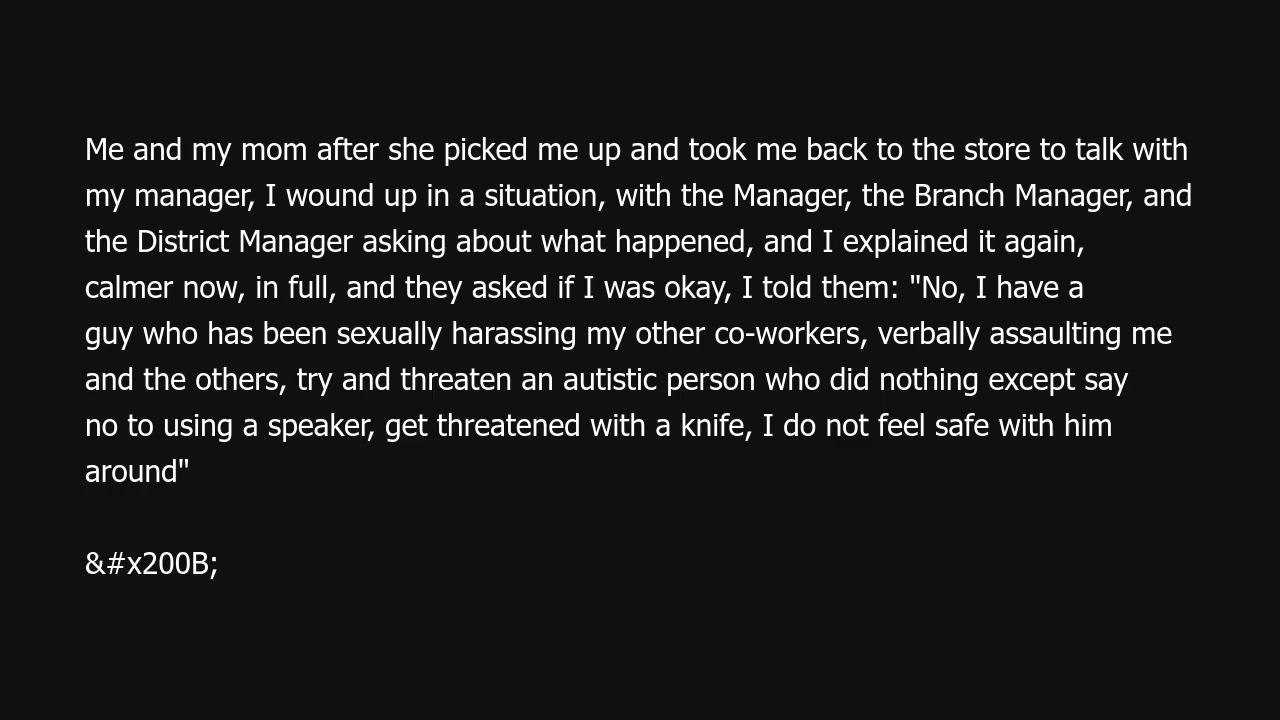 Me and my mom after she picked me up and took me back to the store to talk with
my manager, I wound up in a situation, with the Manager, the Branch Manager, and
the District Manager asking about what happened, and I explained it again,
calmer now, in full, and they asked if I was okay, I told them: "No, I have a
guy who has been sexually harassing my other co-workers, verbally assaulting me
and the others, try and threaten an autistic person who did nothing except say
no to using a speaker, get threatened with a knife, I do not feel safe with him
around"
&#x200B;